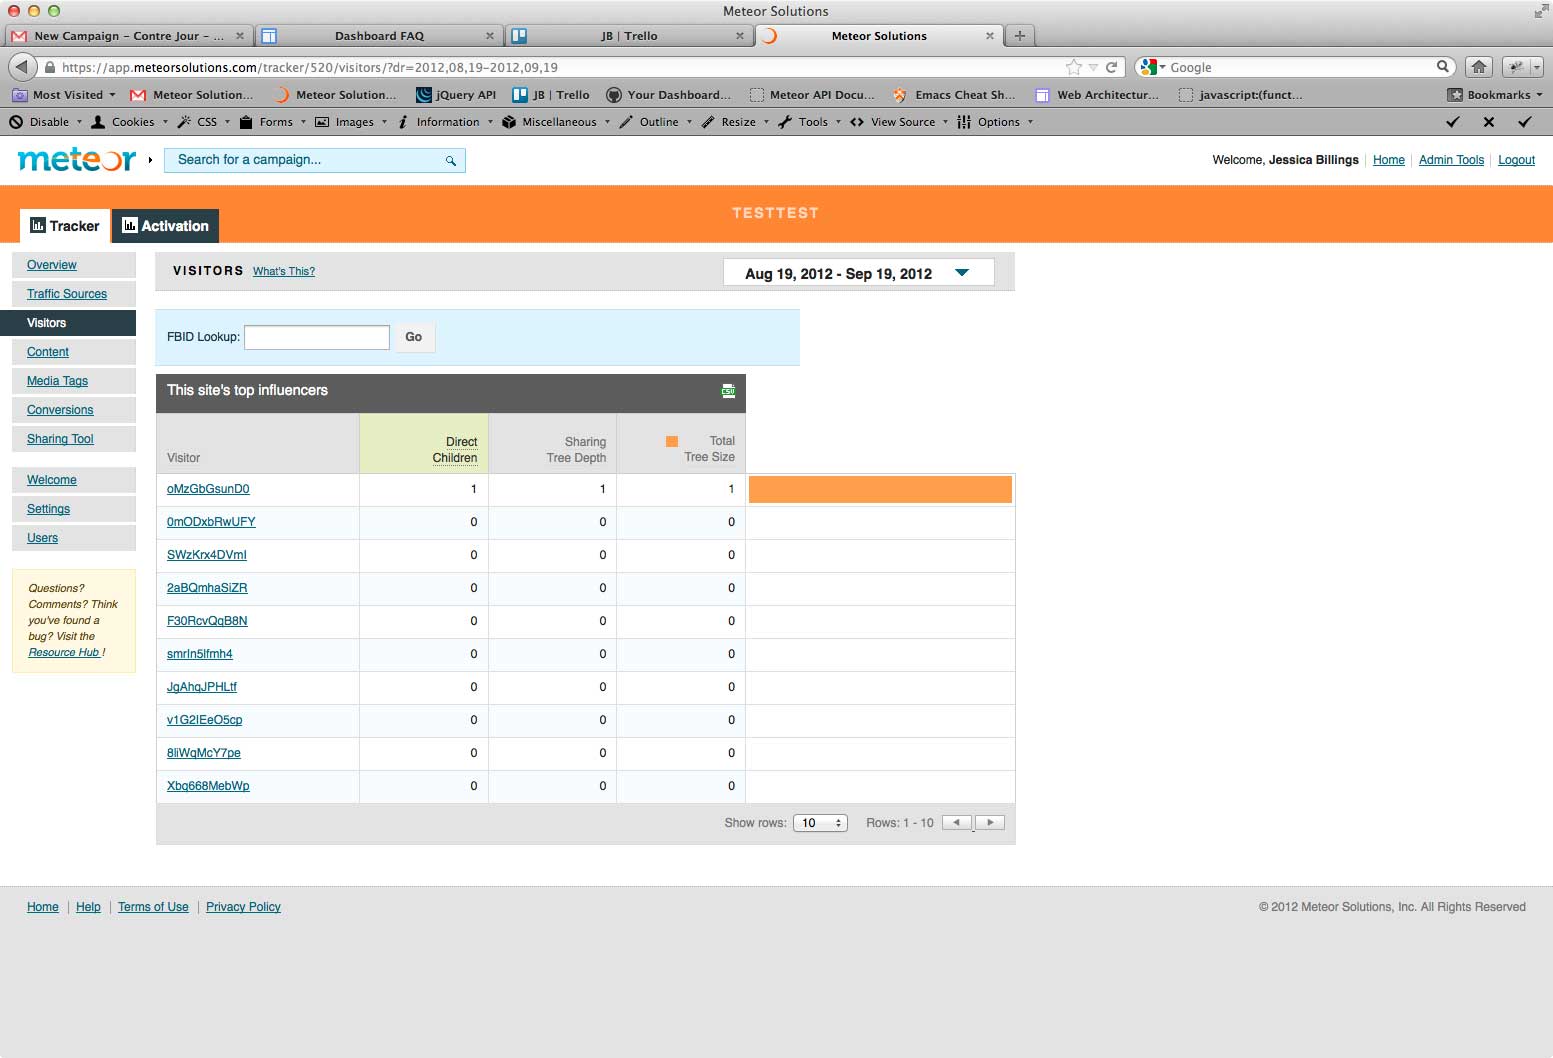 Meteor Solutions
New Campaign - Contre Jour - ...
Dashboard FAQ
JB | Trello
Meteor Solutions
https://app.meteorsolutions.com/tracker/520/visitors/?dr=2012,08,19-2012,09,19
Google
Most Visited
Meteor Solution...
Meteor Solution...
jQuery API
JB | Trello
Your Dashboard...
Meteor API Docu...
Emacs Cheat Sh...
Web Architectur...
javascript:(funct...
Bookmarks
Disable
Cookies
CSS
Forms
Images
Information
Miscellaneous
Outline
Resize
Tools
View Source
Options
meteor
Search for a campaign...
Welcome, Jessica Billings
Home
Admin Tools
Logout
TESTTEST
Tracker
Activation
Overview
Traffic Sources
Visitors
Content
Media Tags
Conversions
Sharing Tool
Welcome
Settings
Users
Questions?
Comments? Think
you've found a
bug? Visit the
Resource Hub !
VISITORS What's This?
Aug 19, 2012 - Sep 19, 2012
FBID Lookup:
Go
This site's top influencers
CSV
Visitor
Direct
Children
Sharing
Tree Depth
Total
Tree Size
oMzGbGsunD0 1 1 1
0mODxbRwUFY 0 0 0
SWzKrx4DVmI 0 0 0
2aBQmhaSiZR 0 0 0
F30RcvQqB8N 0 0 0
smrIn5lfmh4 0 0 0
JgAhqJPHLtf 0 0 0
v1G2IEeO5cp 0 0 0
8liWqMcY7pe 0 0 0
Xbq668MebWp 0 0 0
Show rows: 10 Rows: 1 - 10
Home
Help
Terms of Use
Privacy Policy
© 2012 Meteor Solutions, Inc. All Rights Reserved